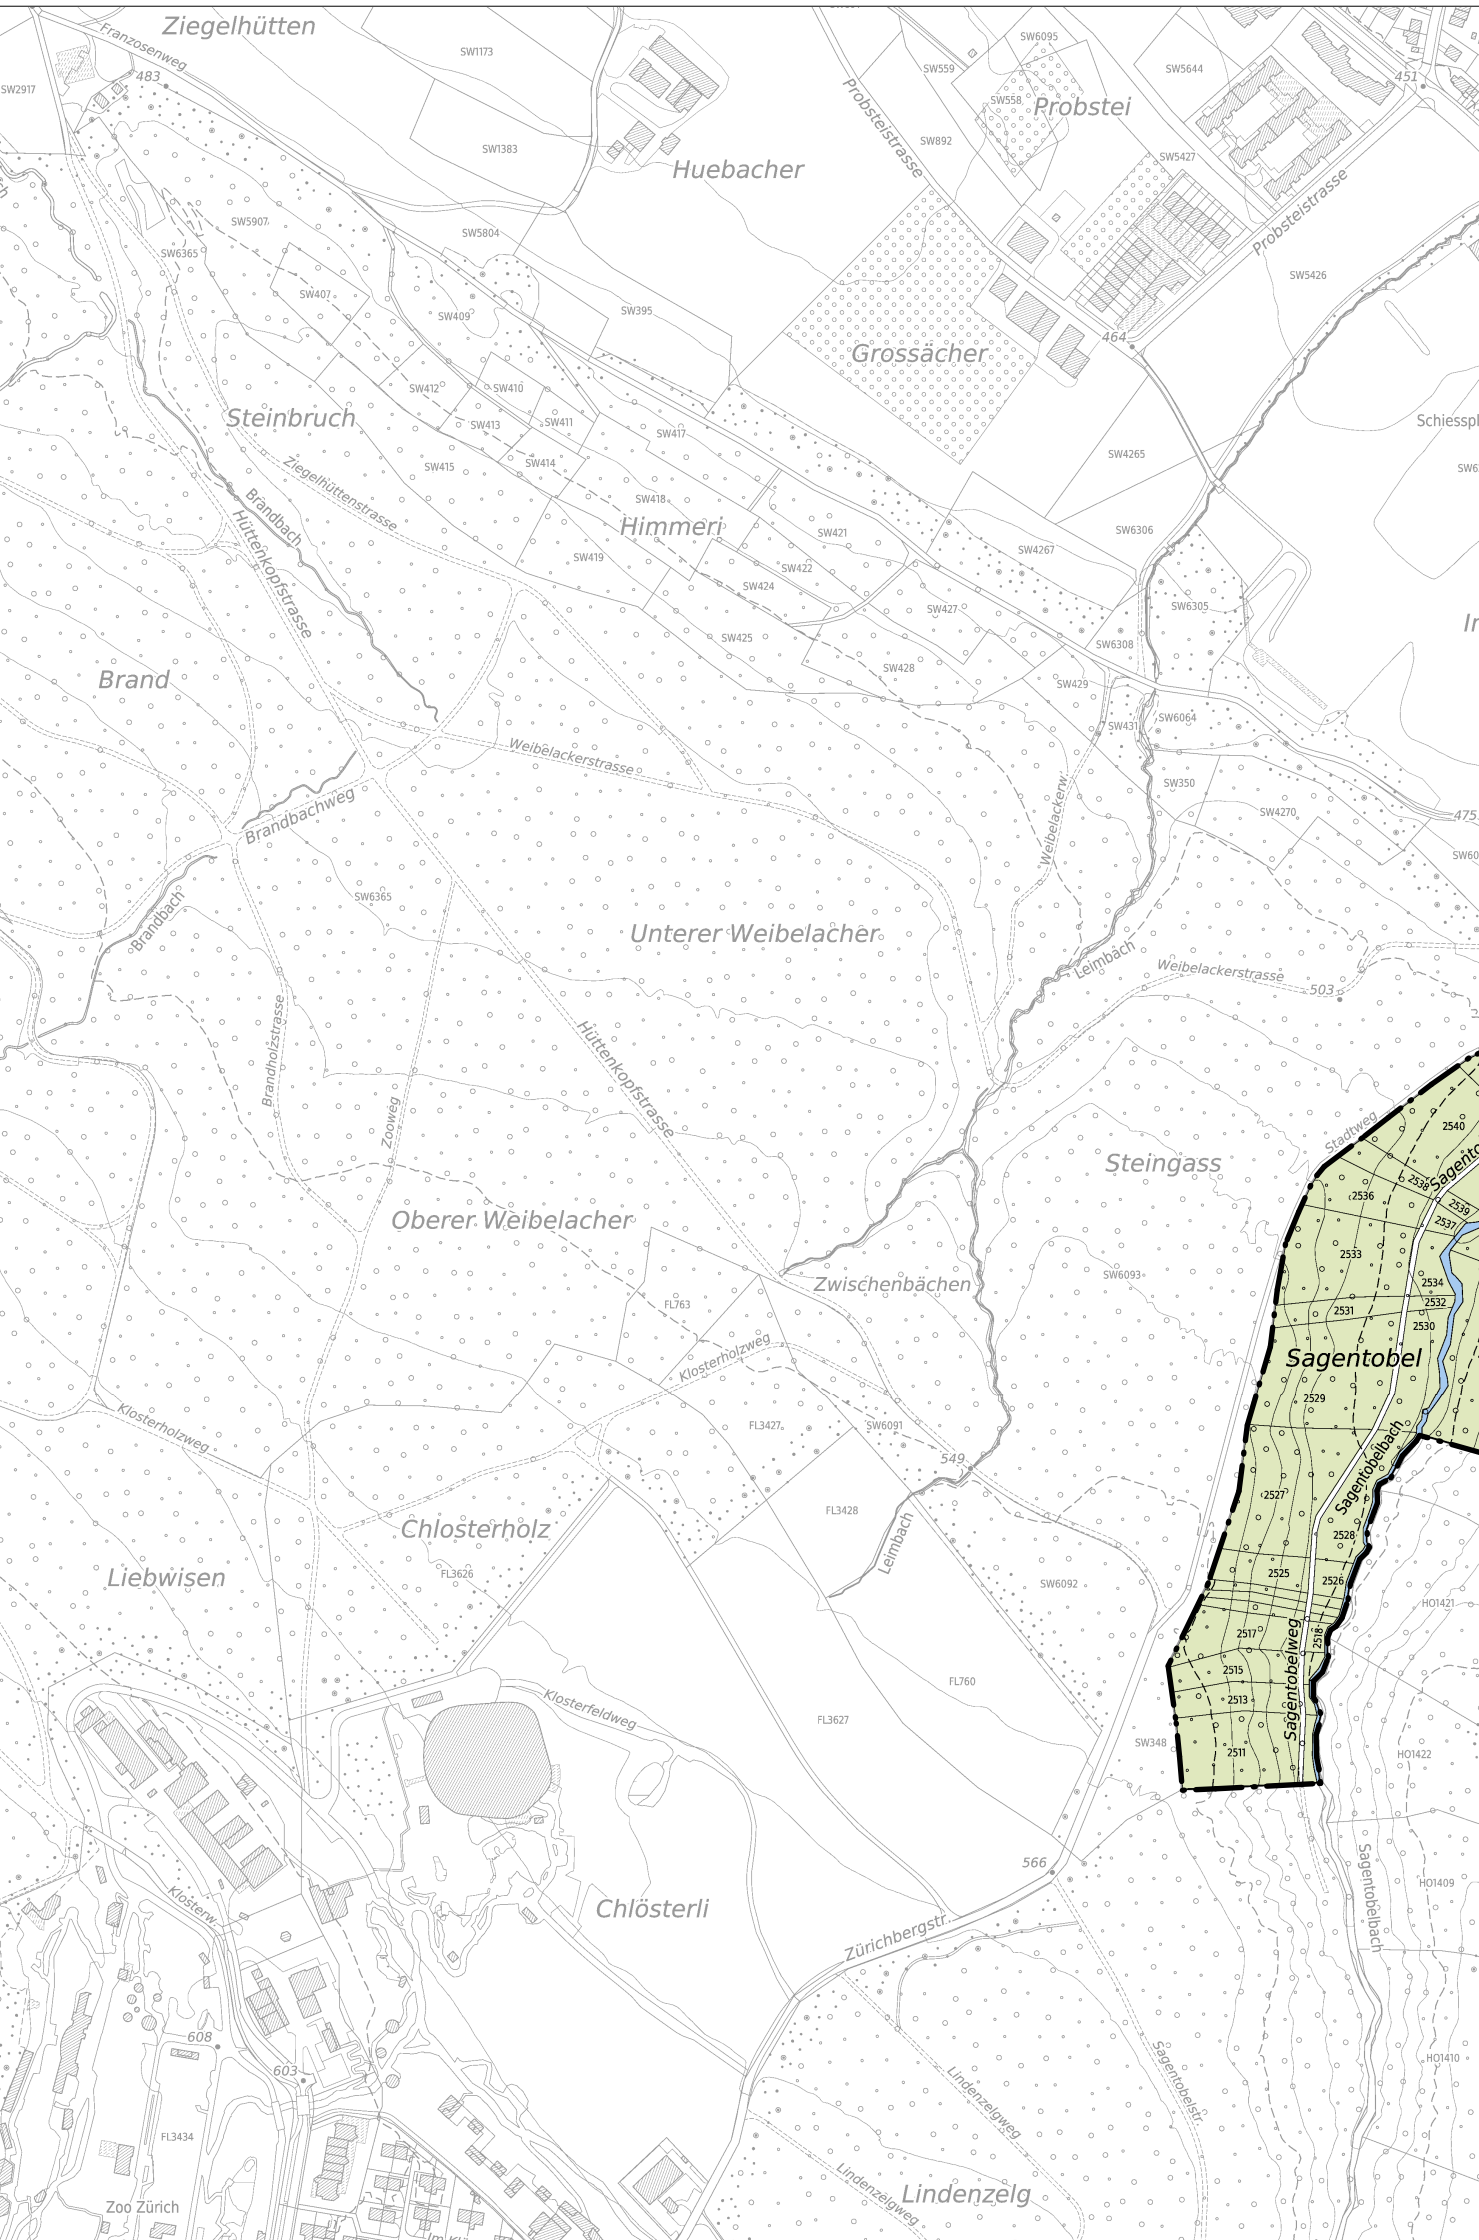 Ziegelhütten
Franzosenweg
483
SW2917
SW1173
SW1383
SW6095
SW559
SW558
Probstei
SW5644
451
SW892
SW5427
Probsteistrasse
Huebacher
Probsteistrasse
SW5907
SW6365
SW5804
SW5426
SW407
SW409
SW395
464
Grossächer
SW412
SW410
SW413
SW411
Steinbruch
SW417
SW415
SW414
SW4265
Ziegelhüttenstrasse
SW418
Himmeri
SW421
SW6306
Brandbach
Hüttenkopfstrasse
SW419
SW422
SW4267
SW424
SW427
SW6305
SW425
SW6308
SW428
SW429
Brand
SW431
SW6064
Weibelackerstrasse
SW350
Brandbachweg
SW4270
475
Weibelackerw.
SW6365
Brandbach
Unterer Weibelacher
Leimbach
Weibelackerstrasse
503
Brandholzstrasse
Hüttenkopfstrasse
Zooweg
Stadtweg
2540
Steingass
2538
2536
2539
2537
Oberer Weibelacher
2533
Zwischenbächen
SW6093
2534
FL763
2532
2531
2530
Klosterholzweg
Sagentobel
2529
Klosterholzweg
FL3427
SW6091
549
Sagentobelbach
2527
FL3428
Chlosterholz
Leimbach
2528
Liebwisen
FL3626
2525
2526
SW6092
HO1421
2517
2518
2515
FL760
2513
Sagentobelweg
Klosterfeldweg
FL3627
SW348
2511
HO1422
566
Sagentobelbach
Klosterw.
Chlösterli
HO1409
Zürichbergstr.
608
603
HO1410
Sagentobelstr.
Lindenzelgweg
FL3434
Lindenzelgweg
Zoo Zürich
Lindenzelg